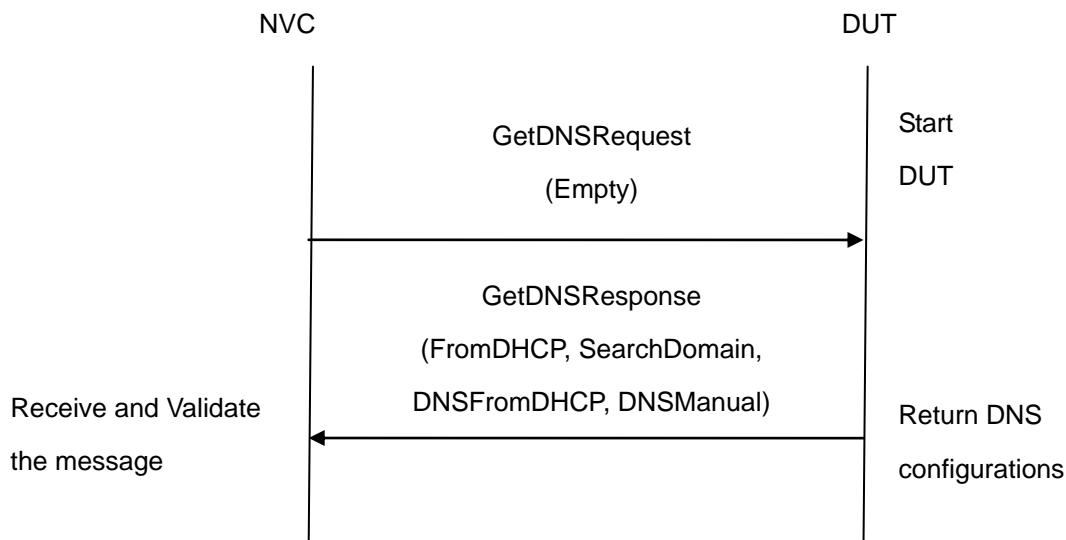 NVC
DUT
Start
DUT
GetDNSRequest
(Empty)
GetDNSResponse
(FromDHCP, SearchDomain,
DNSFromDHCP, DNSManual)
Receive and Validate
the message
Return DNS
configurations